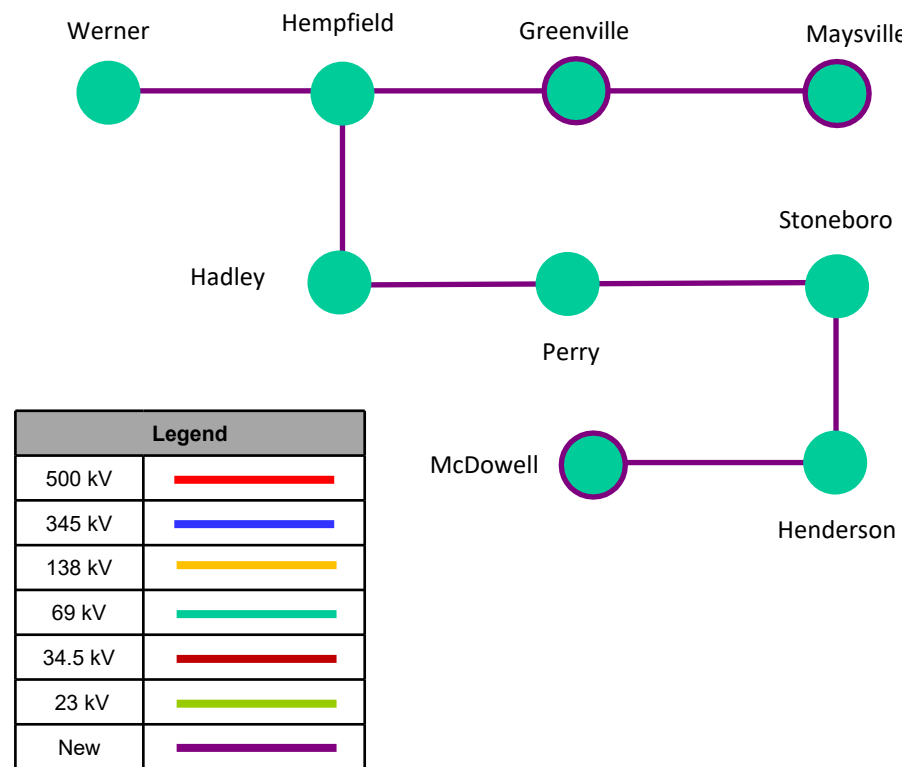 Werner
Hempfield
Greenville
Maysville
Stoneboro
Hadley
Perry
McDowell
Henderson
Legend
500 kV
345 kV
138 kV
69 kV
34.5 kV
23 kV
New